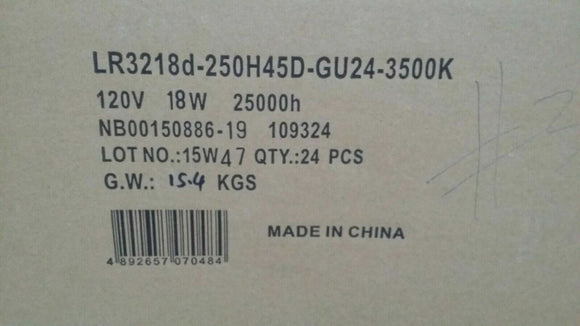 LR3218d-250H45D-GU24-3500K
120V 18W 25000h
NB00150886-19 109324
LOT NO.:15W47 QTY.:24 PCS
G.W.: 15.4 KGS
MADE IN CHINA
4 892657 070484